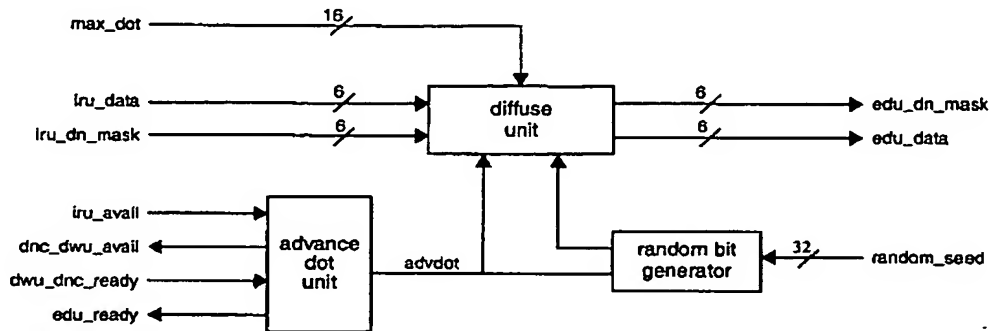 max_dot
16
iru_data
6
iru_dn_mask
6
diffuse
unit
6
edu_dn_mask
6
edu_data
iru_avail
dnc_dwu_avail
dwu_dnc_ready
edu_ready
advance
dot
unit
advdot
random bit
generator
32
random_seed